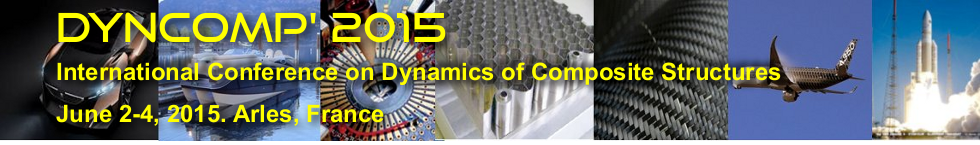 DYNCOMP' 2015
International Conference on Dynamics of Composite Structures
June 2-4, 2015. Arles, France